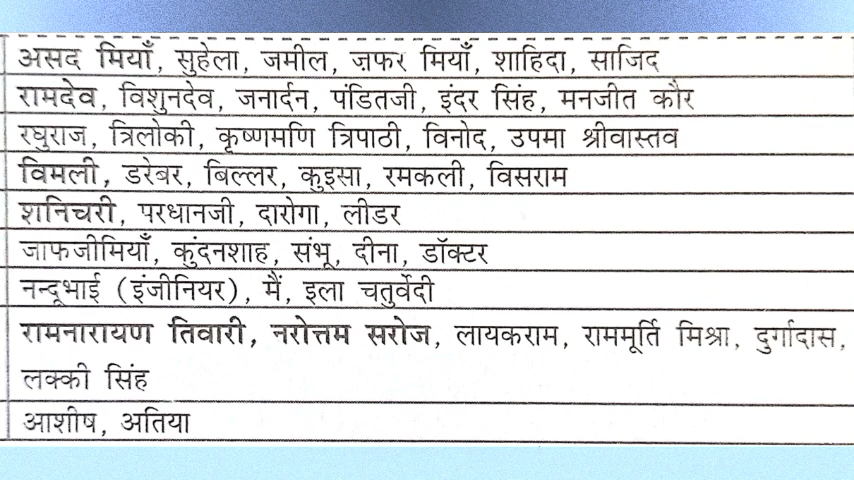 असद मियाँ, सुहेला, जमील, ज़फर मियाँ, शाहिदा, साजिद
रामदेव, विशुनदेव, जनार्दन, पंडितजी, इंदर सिंह, मनजीत कौर
रघुराज, त्रिलोकी, कृष्णमणि त्रिपाठी, विनोद, उपमा श्रीवास्तव
विमली, डरेबर, बिल्लर, कुइसा, रमकली, विसराम
शनिचरी, परधानजी, दारोगा, लीडर
जाफजीमियाँ, कुंदनशाह, संभू, दीना, डॉक्टर
नन्दूभाई (इंजीनियर), मैं, इला चतुर्वेदी
रामनारायण तिवारी, नरोत्तम सरोज, लायकराम, राममूर्ति मिश्रा, दुर्गादास,
लक्की सिंह
आशीष, अतिया